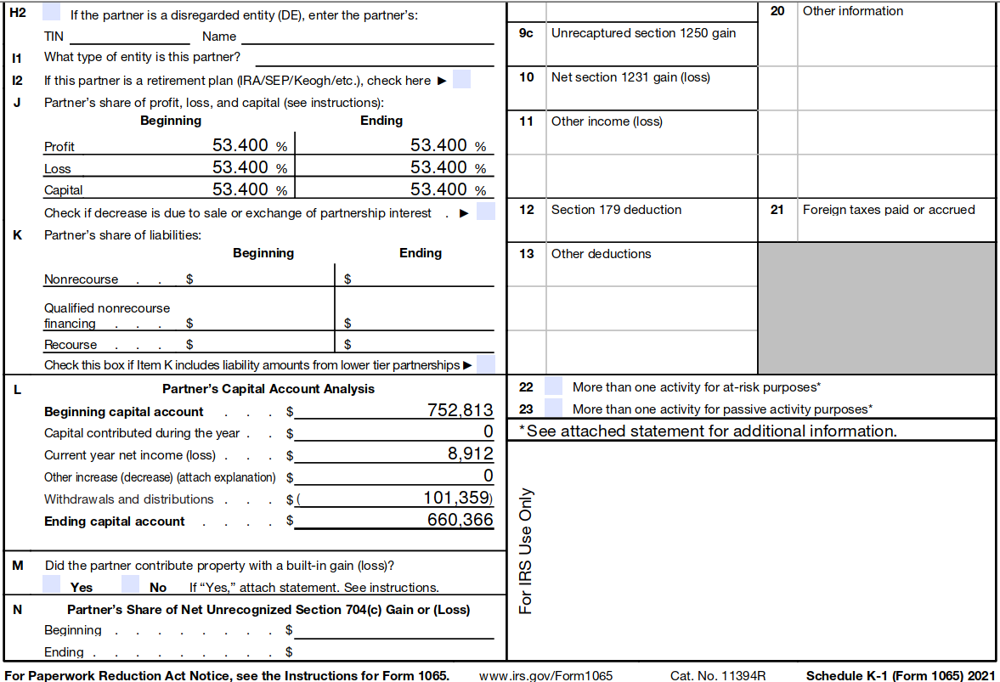 H2 If the partner is a disregarded entity (DE), enter the partner's:
TIN Name
I1 What type of entity is this partner?
I2 If this partner is a retirement plan (IRA/SEP/Keogh/etc.), check here ►
J Partner's share of profit, loss, and capital (see instructions):
Beginning Ending
Profit 53.400 % 53.400 %
Loss 53.400 % 53.400 %
Capital 53.400 % 53.400 %
Check if decrease is due to sale or exchange of partnership interest . ►
K Partner's share of liabilities:
Beginning Ending
Nonrecourse . . $ $
Qualified nonrecourse
financing . . . $ $
Recourse . . . $ $
Check this box if Item K includes liability amounts from lower tier partnerships ►
L Partner's Capital Account Analysis
Beginning capital account . . . $ 752,813
Capital contributed during the year . . $ 0
Current year net income (loss) . . . $ 8,912
Other increase (decrease) (attach explanation) $ 0
Withdrawals and distributions . . . $ ( 101,359)
Ending capital account . . . . $ 660,366
M Did the partner contribute property with a built-in gain (loss)?
Yes No If "Yes," attach statement. See instructions.
N Partner's Share of Net Unrecognized Section 704(c) Gain or (Loss)
Beginning . . . . . . . . $
Ending . . . . . . . . . $
9c Unrecaptured section 1250 gain
10 Net section 1231 gain (loss)
11 Other income (loss)
12 Section 179 deduction
13 Other deductions
20 Other information
21 Foreign taxes paid or accrued
22 More than one activity for at-risk purposes*
23 More than one activity for passive activity purposes*
*See attached statement for additional information.
For IRS Use Only
For Paperwork Reduction Act Notice, see the Instructions for Form 1065. www.irs.gov/Form1065 Cat. No. 11394R Schedule K-1 (Form 1065) 2021